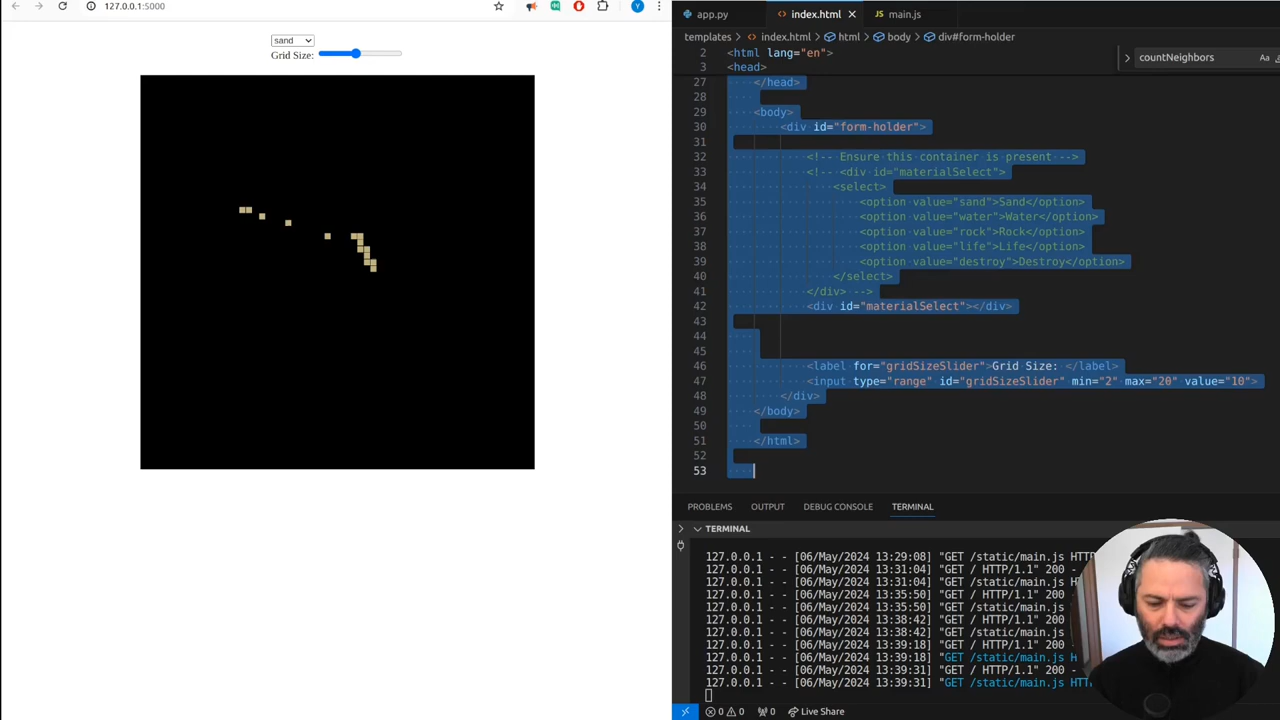 127.0.0.1:5000
Y
sand
Grid Size:
app.py
index.html
JS main.js
templates > index.html > html > body > div#form-holder
countNeighbors
Aa
2 <html lang="en">
3 <head>
27 </head>
28
29 <body>
30 <div id="form-holder">
31
32 <!-- Ensure this container is present -->
33 <!-- <div id="materialSelect">
34 <select>
35 <option value="sand">Sand</option>
36 <option value="water">Water</option>
37 <option value="rock">Rock</option>
38 <option value="life">Life</option>
39 <option value="destroy">Destroy</option>
40 </select>
41 </div> -->
42 <div id="materialSelect"></div>
43
44
45
46 <label for="gridSizeSlider">Grid Size: </label>
47 <input type="range" id="gridSizeSlider" min="2" max="20" value="10">
48 </div>
49 </body>
50
51 </html>
52
53
PROBLEMS OUTPUT DEBUG CONSOLE TERMINAL
TERMINAL
127.0.0.1 - - [06/May/2024 13:29:08] "GET /static/main.js HT
127.0.0.1 - - [06/May/2024 13:31:04] "GET / HTTP/1.1" 200 -
127.0.0.1 - - [06/May/2024 13:31:04] "GET /static/main.js HT
127.0.0.1 - - [06/May/2024 13:35:50] "GET / HTTP/1.1" 200
127.0.0.1 - - [06/May/2024 13:35:50] "GET /static/main.js
127.0.0.1 - - [06/May/2024 13:38:42] "GET / HTTP/1.1" 200
127.0.0.1 - - [06/May/2024 13:38:42] "GET /static/main.js
127.0.0.1 - - [06/May/2024 13:39:18] "GET / HTTP/1.1" 200
127.0.0.1 - - [06/May/2024 13:39:18] "GET /static/main.js H
127.0.0.1 - - [06/May/2024 13:39:31] "GET / HTTP/1.1" 200 -
127.0.0.1 - - [06/May/2024 13:39:31] "GET /static/main.js HT
0 0 0 Live Share